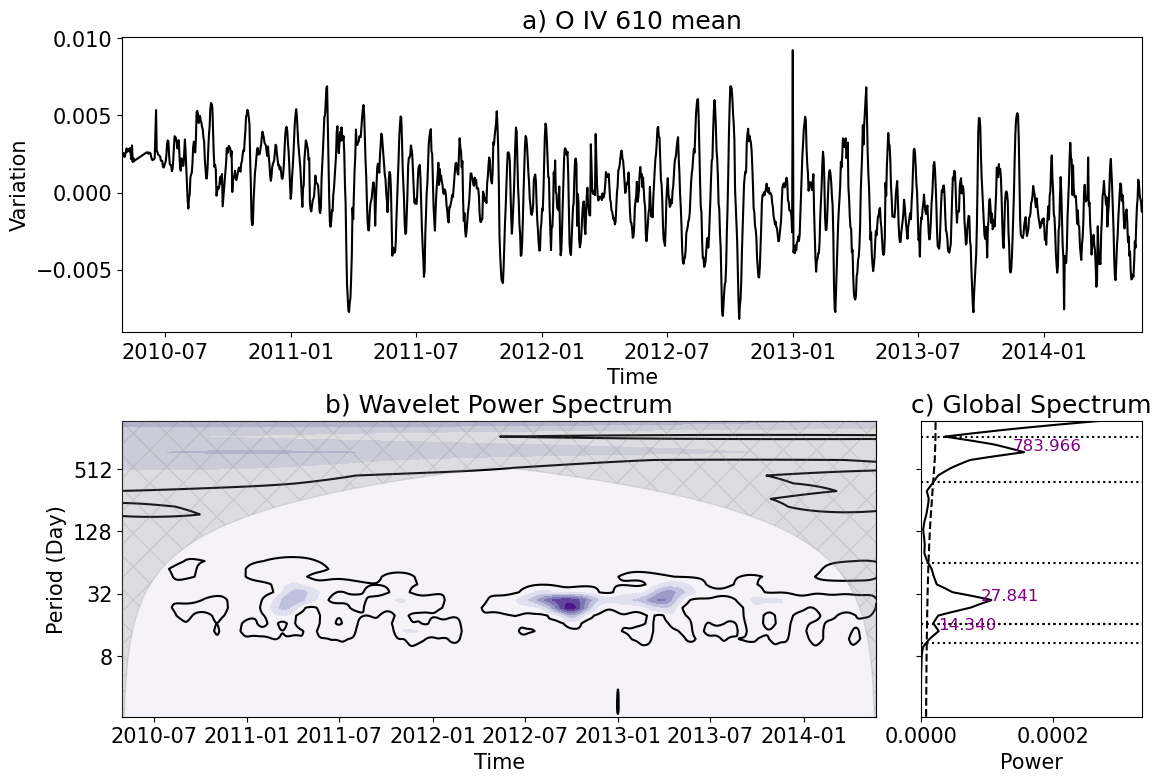 a) O IV 610 mean
0.010
0.005
0.000
−0.005
Variation
2010-07 2011-01 2011-07 2012-01 2012-07 2013-01 2013-07 2014-01
Time
b) Wavelet Power Spectrum
512
128
32
8
Period (Day)
2010-07 2011-01 2011-07 2012-01 2012-07 2013-01 2013-07 2014-01
Time
c) Global Spectrum
783.966
27.841
14.340
0.0000 0.0002
Power